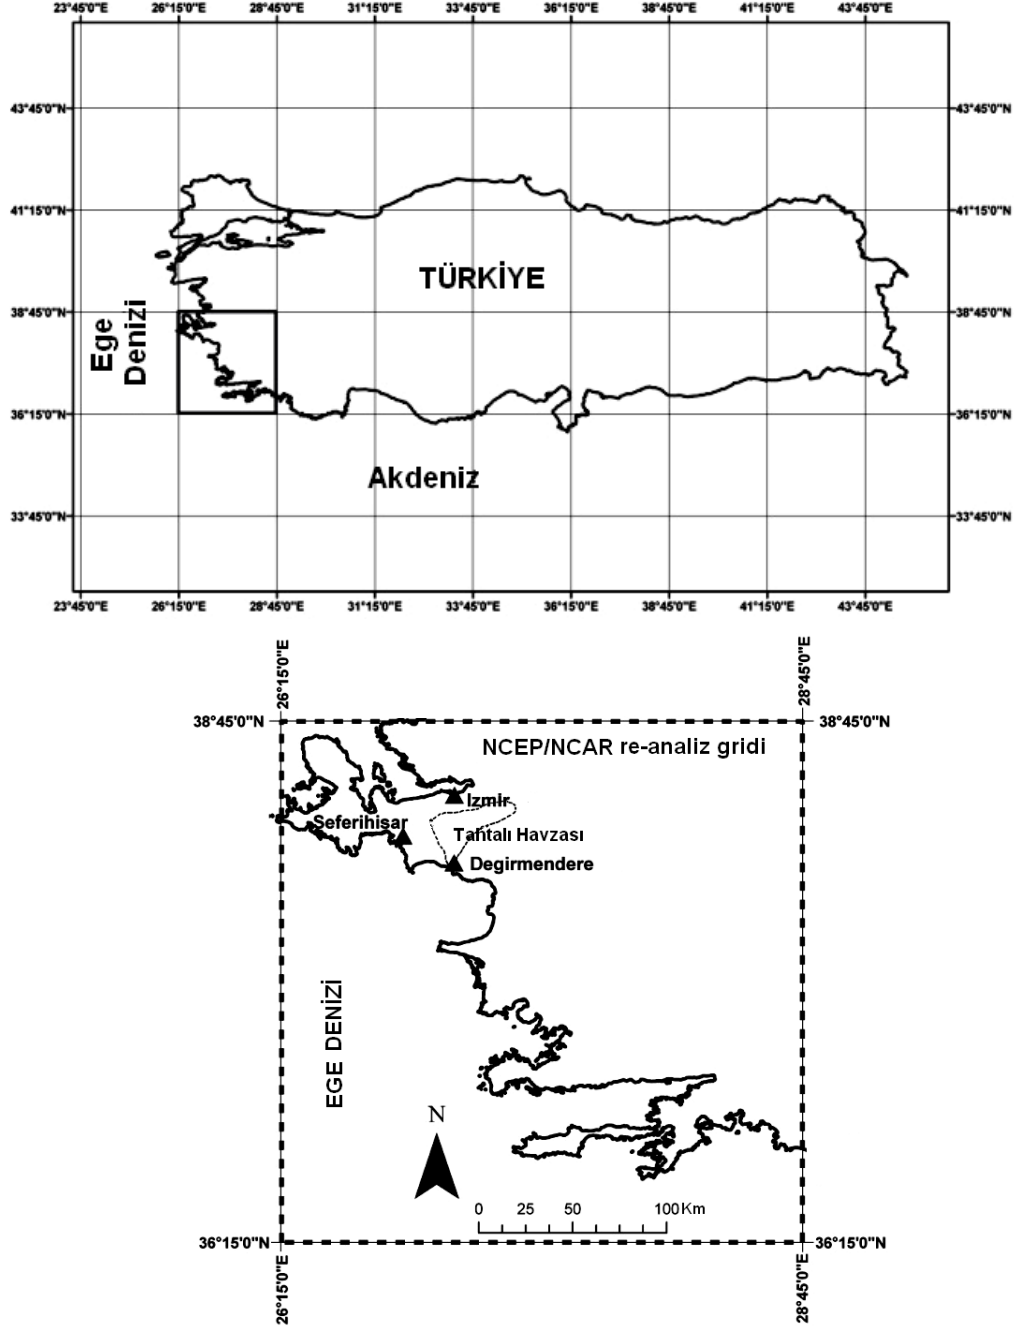 23°45'0"E 26°15'0"E 28°45'0"E 31°15'0"E 33°45'0"E 36°15'0"E 38°45'0"E 41°15'0"E 43°45'0"E
43°45'0"N 43°45'0"N
41°15'0"N 41°15'0"N
TÜRKİYE
38°45'0"N 38°45'0"N
Ege
Denizi
36°15'0"N 36°15'0"N
Akdeniz
33°45'0"N 33°45'0"N
23°45'0"E 26°15'0"E 28°45'0"E 31°15'0"E 33°45'0"E 36°15'0"E 38°45'0"E 41°15'0"E 43°45'0"E
26°15'0"E 28°45'0"E
38°45'0"N 38°45'0"N
NCEP/NCAR re-analiz gridi
Izmir
Seferihisar
Tahtalı Havzası
Degirmendere
EGE DENİZİ
N
0 25 50 100 Km
36°15'0"N 36°15'0"N
26°15'0"E 28°45'0"E